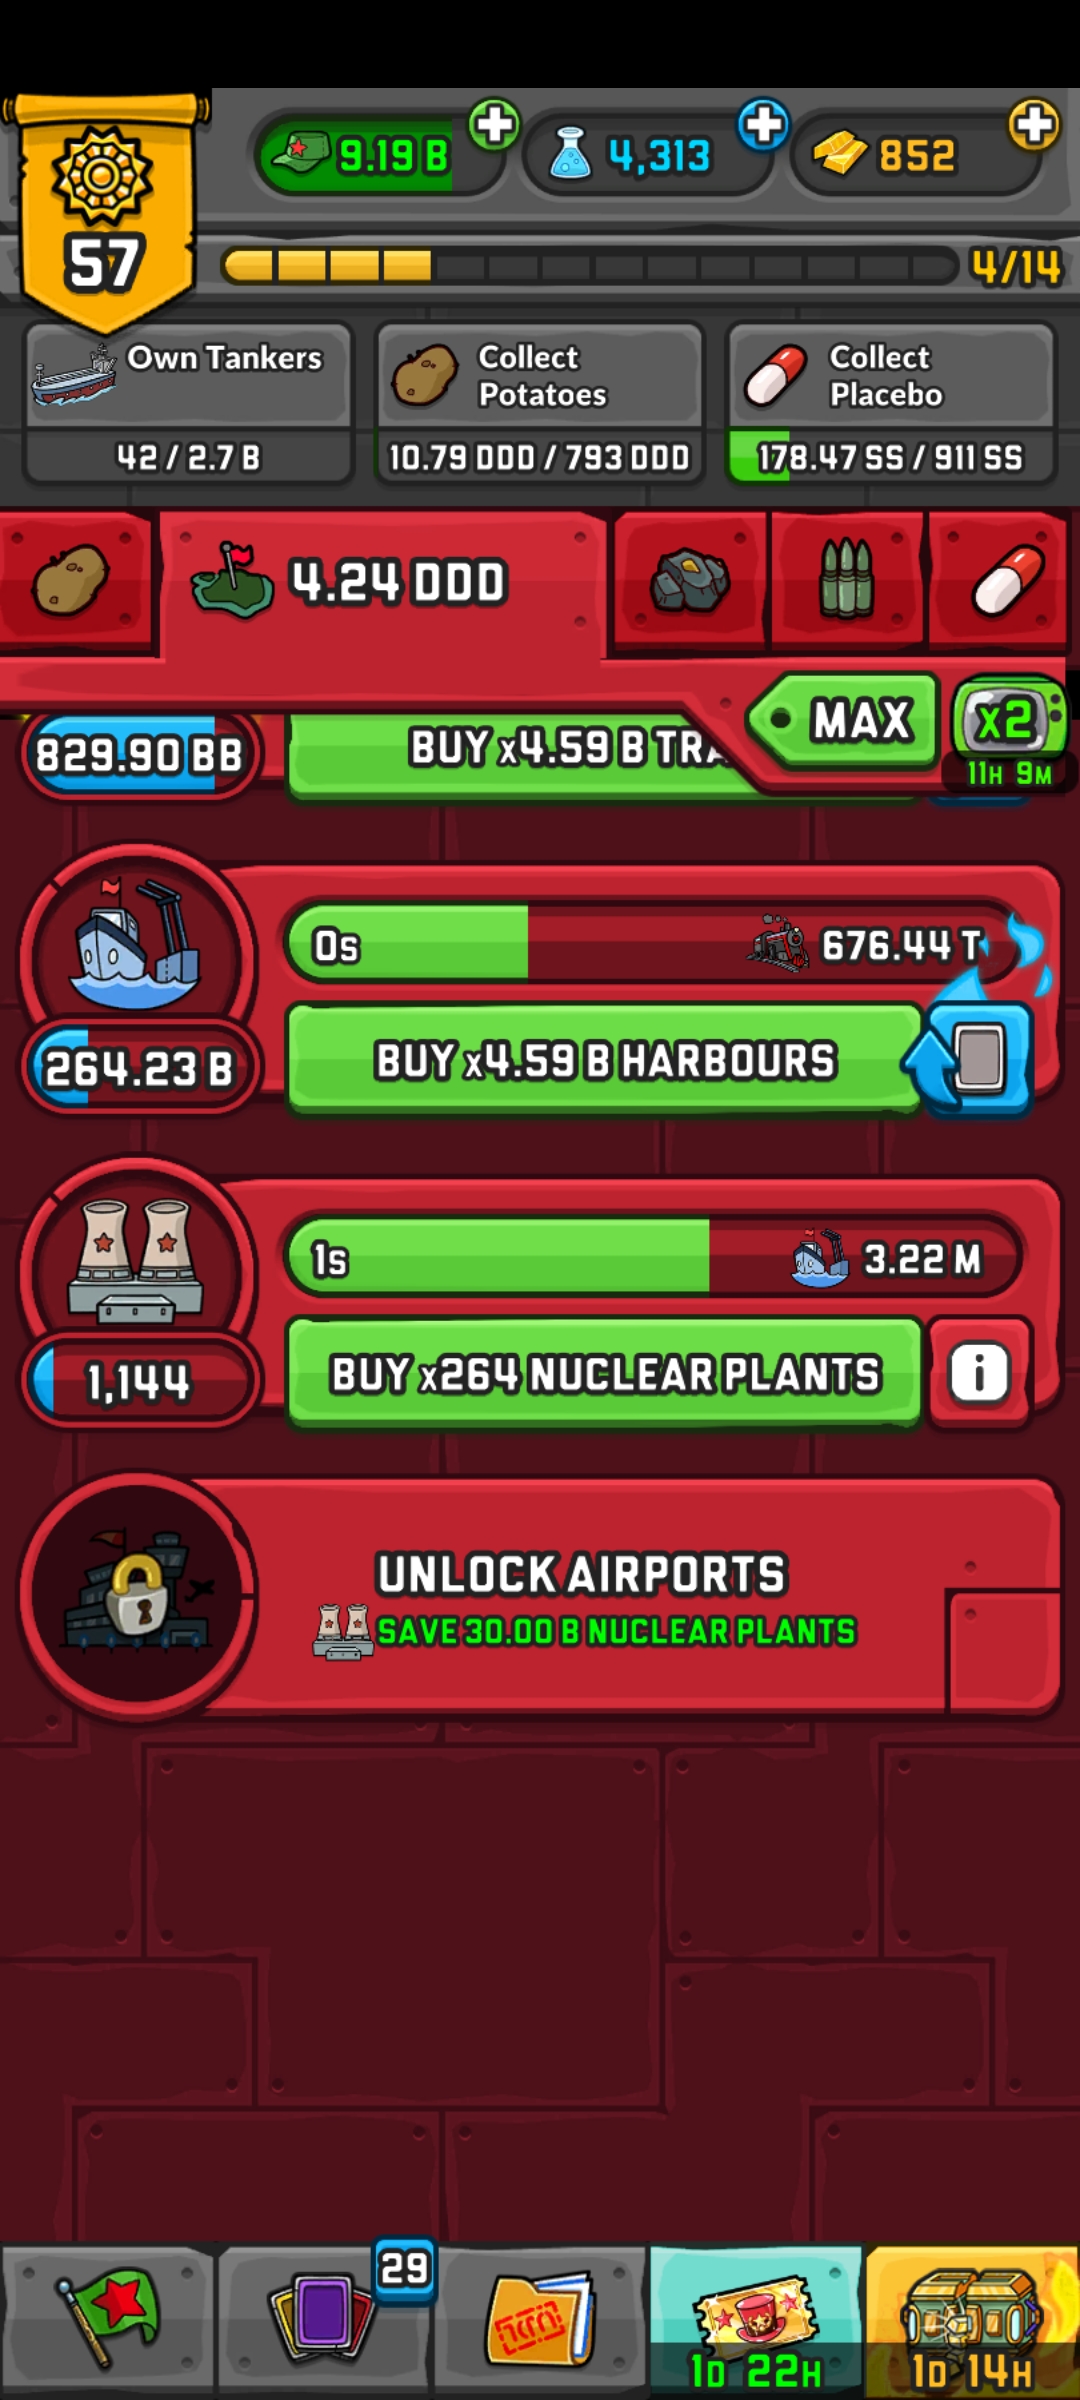 9.19 B
4,313
852
57
4/14
Own Tankers
42 / 2.7 B
Collect
Potatoes
10.79 DDD / 793 DDD
Collect
Placebo
178.47 SS / 911 SS
4.24 DDD
MAX
x2
11H 9M
829.90 BB
BUY x4.59 B
0s
676.44 T
264.23 B
BUY x4.59 B HARBOURS
1s
3.22 M
1,144
BUY x264 NUCLEAR PLANTS
i
UNLOCK AIRPORTS
SAVE 30.00 B NUCLEAR PLANTS
29
1D 22H
1D 14H